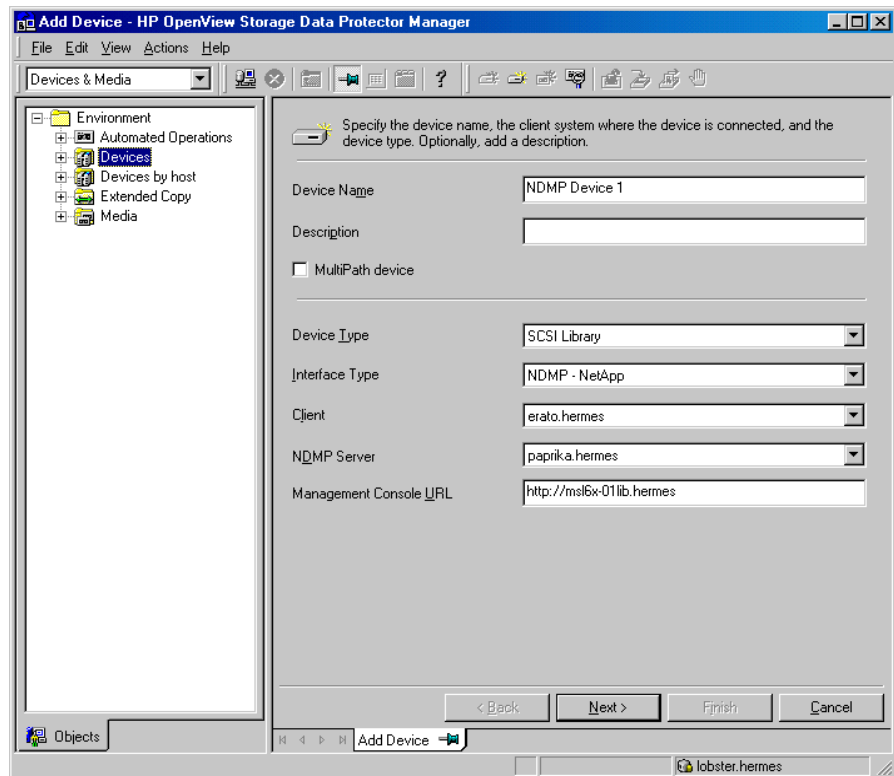 Add Device - HP OpenView Storage Data Protector Manager
File Edit View Actions Help
Devices & Media
Environment
Automated Operations
Devices
Devices by host
Extended Copy
Media
Specify the device name, the client system where the device is connected, and the
device type. Optionally, add a description.
Device Name
NDMP Device 1
Description
MultiPath device
Device Type
SCSI Library
Interface Type
NDMP - NetApp
Client
erato.hermes
NDMP Server
paprika.hermes
Management Console URL
http://msl6x-01lib.hermes
< Back
Next >
Finish
Cancel
Objects
Add Device
lobster.hermes